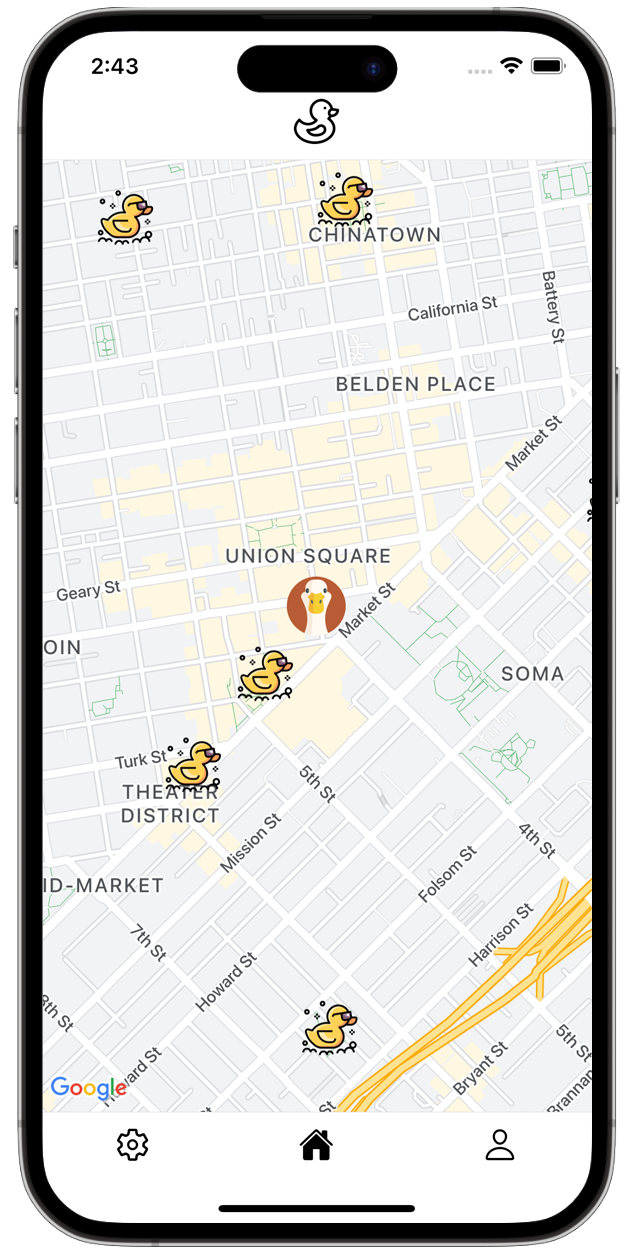 2:43
CHINATOWN
California St
Battery St
BELDEN PLACE
Market St
UNION SQUARE
Geary St
Market St
OIN
SOMA
Turk St
THEATER
DISTRICT
5th St
Mission St
4th St
Folsom St
ID-MARKET
Harrison St
7th St
Howard St
8th St
5th St
Bryant St
Brannan
Google
ard St
St
St